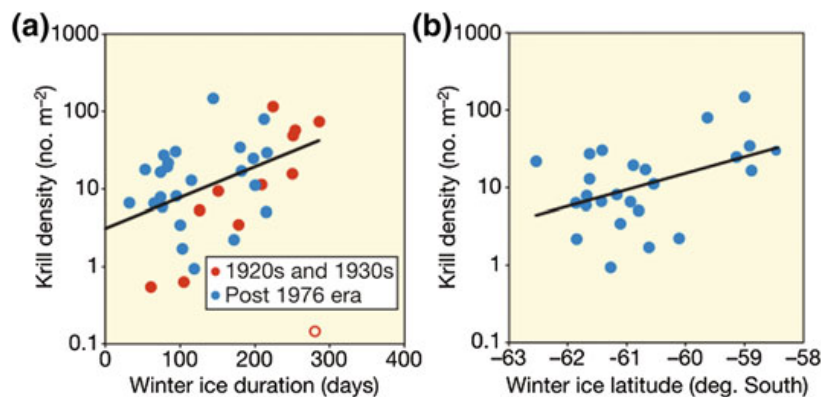 (a)
1000
100
10
1
0.1
Krill density (no. m⁻²)
0 100 200 300 400
Winter ice duration (days)
1920s and 1930s
Post 1976 era
(b)
1000
100
10
1
0.1
Krill density (no. m⁻²)
–63 –62 –61 –60 –59 –58
Winter ice latitude (deg. South)